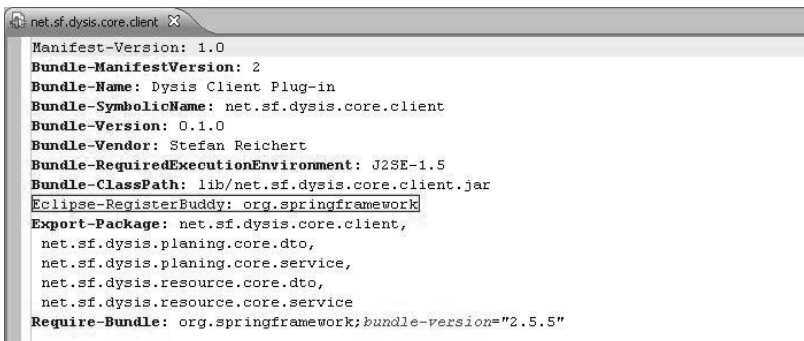 net.sf.dysis.core.client
Manifest-Version: 1.0
Bundle-ManifestVersion: 2
Bundle-Name: Dysis Client Plug-in
Bundle-SymbolicName: net.sf.dysis.core.client
Bundle-Version: 0.1.0
Bundle-Vendor: Stefan Reichert
Bundle-RequiredExecutionEnvironment: J2SE-1.5
Bundle-ClassPath: lib/net.sf.dysis.core.client.jar
Eclipse-RegisterBuddy: org.springframework
Export-Package: net.sf.dysis.core.client,
net.sf.dysis.planing.core.dto,
net.sf.dysis.planing.core.service,
net.sf.dysis.resource.core.dto,
net.sf.dysis.resource.core.service
Require-Bundle: org.springframework;bundle-version="2.5.5"